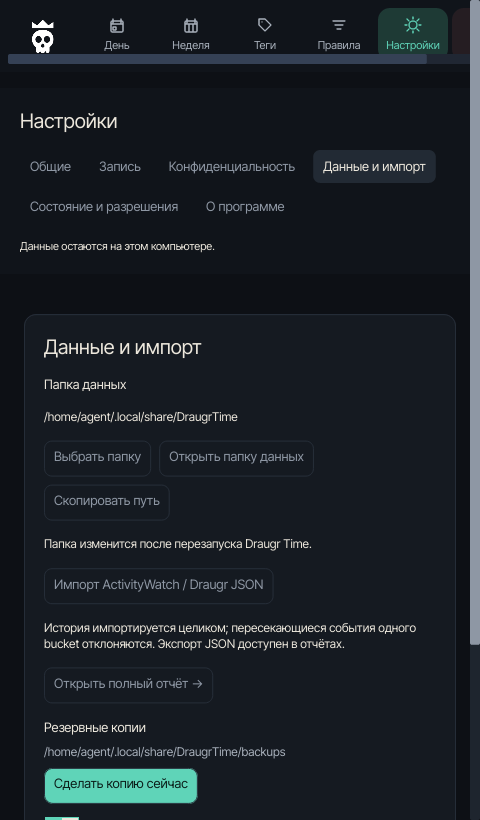 День
Неделя
Теги
Правила
Настройки
Настройки
Общие
Запись
Конфиденциальность
Данные и импорт
Состояние и разрешения
О программе
Данные остаются на этом компьютере.
Данные и импорт
Папка данных
/home/agent/.local/share/DraugrTime
Выбрать папку
Открыть папку данных
Скопировать путь
Папка изменится после перезапуска Draugr Time.
Импорт ActivityWatch / Draugr JSON
История импортируется целиком; пересекающиеся события одного
bucket отклоняются. Экспорт JSON доступен в отчётах.
Открыть полный отчёт →
Резервные копии
/home/agent/.local/share/DraugrTime/backups
Сделать копию сейчас